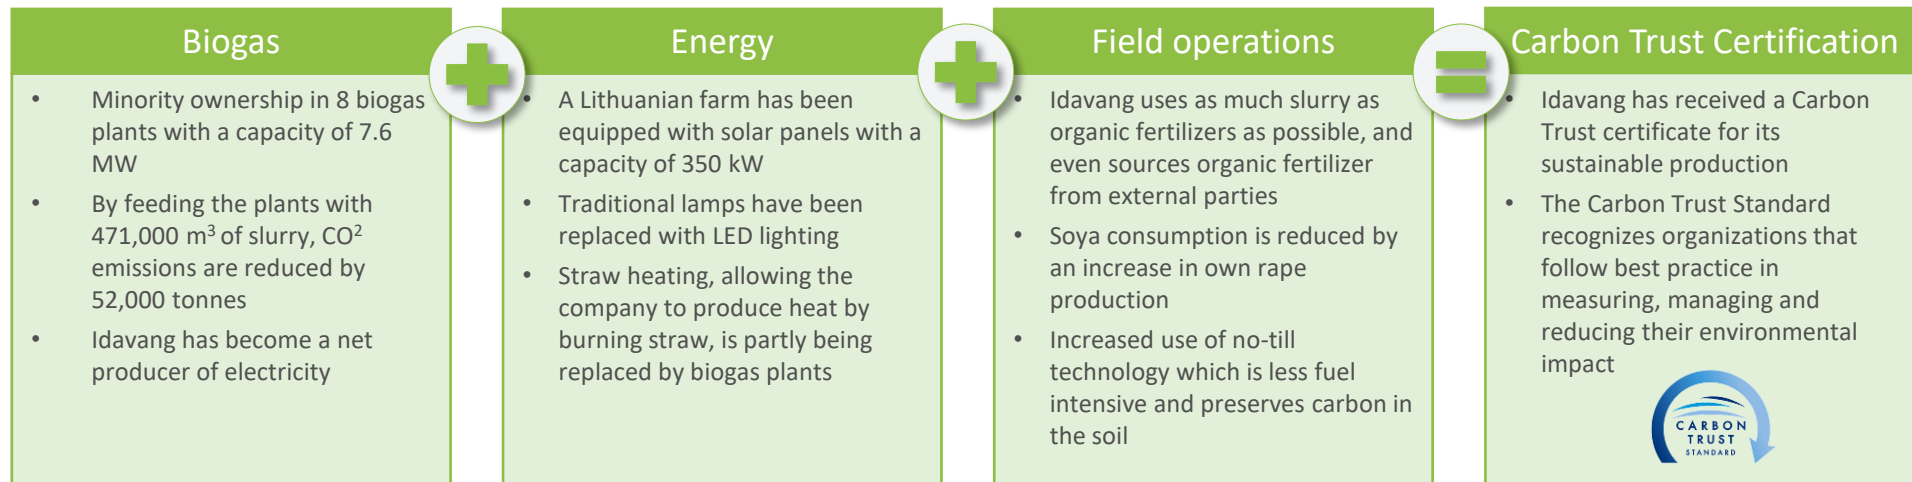 Biogas
• Minority ownership in 8 biogas
plants with a capacity of 7.6
MW
• By feeding the plants with
471,000 m³ of slurry, CO²
emissions are reduced by
52,000 tonnes
• Idavang has become a net
producer of electricity
Energy
• A Lithuanian farm has been
equipped with solar panels with a
capacity of 350 kW
• Traditional lamps have been
replaced with LED lighting
• Straw heating, allowing the
company to produce heat by
burning straw, is partly being
replaced by biogas plants
Field operations
• Idavang uses as much slurry as
organic fertilizers as possible, and
even sources organic fertilizer
from external parties
• Soya consumption is reduced by
an increase in own rape
production
• Increased use of no-till
technology which is less fuel
intensive and preserves carbon in
the soil
Carbon Trust Certification
• Idavang has received a Carbon
Trust certificate for its
sustainable production
• The Carbon Trust Standard
recognizes organizations that
follow best practice in
measuring, managing and
reducing their environmental
impact
CARBON
TRUST
STANDARD